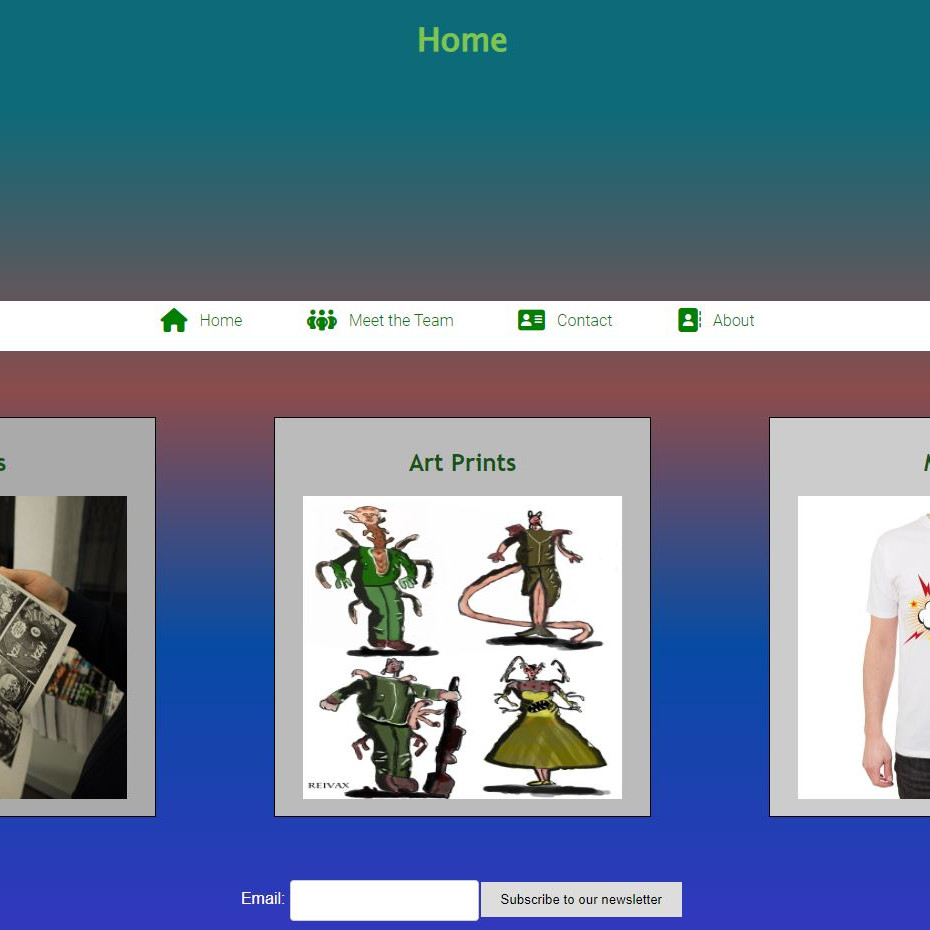 Home
Home
Meet the Team
Contact
About
Art Prints
REIVAX
Email:
Subscribe to our newsletter